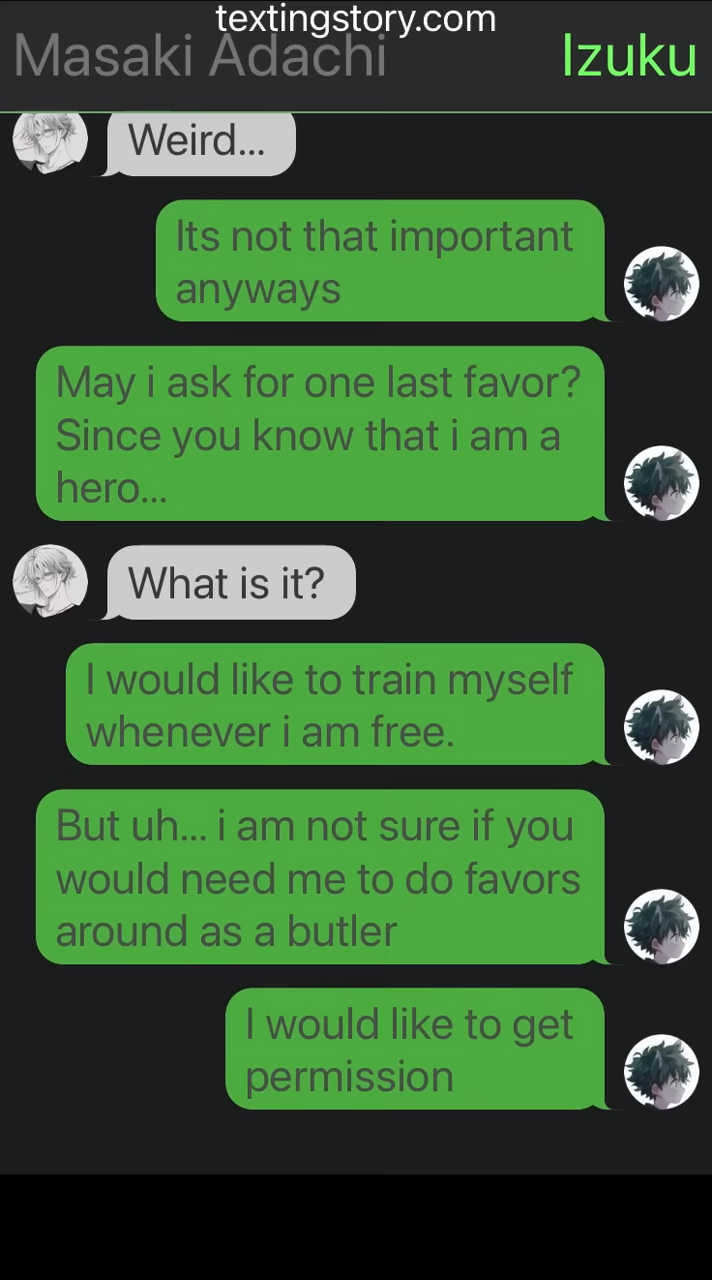 textingstory.com
Masaki Adachi
Izuku
Weird...
Its not that important
anyways
May i ask for one last favor?
Since you know that i am a
hero...
What is it?
I would like to train myself
whenever i am free.
But uh... i am not sure if you
would need me to do favors
around as a butler
I would like to get
permission